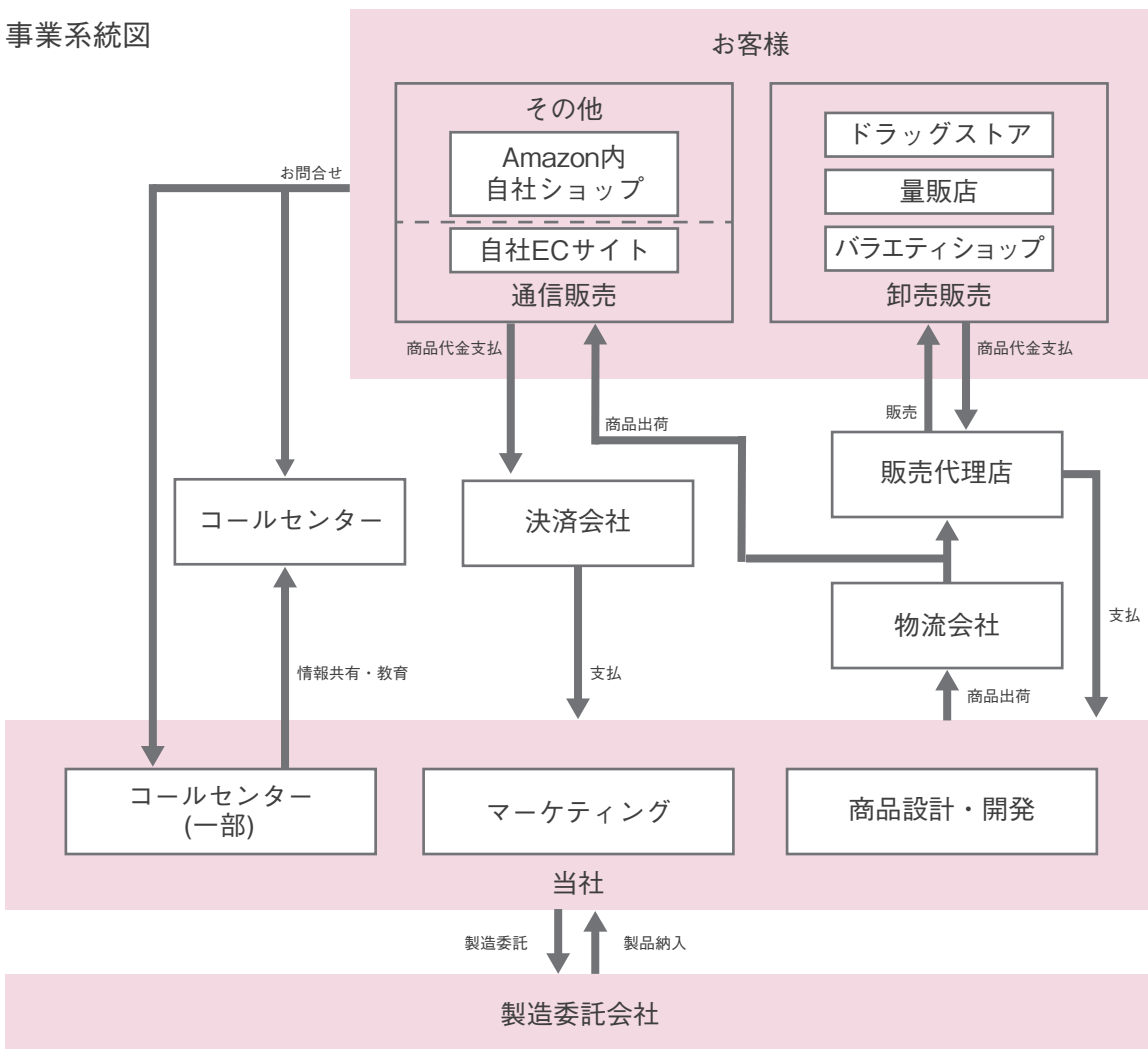 事業系統図
お客様
その他
Amazon内
自社ショップ
自社ECサイト
通信販売
ドラッグストア
量販店
バラエティショップ
卸売販売
お問合せ
商品代金支払
商品出荷
販売
商品代金支払
コールセンター
決済会社
販売代理店
物流会社
情報共有・教育
支払
商品出荷
支払
コールセンター
(一部)
マーケティング
商品設計・開発
当社
製造委託
製品納入
製造委託会社